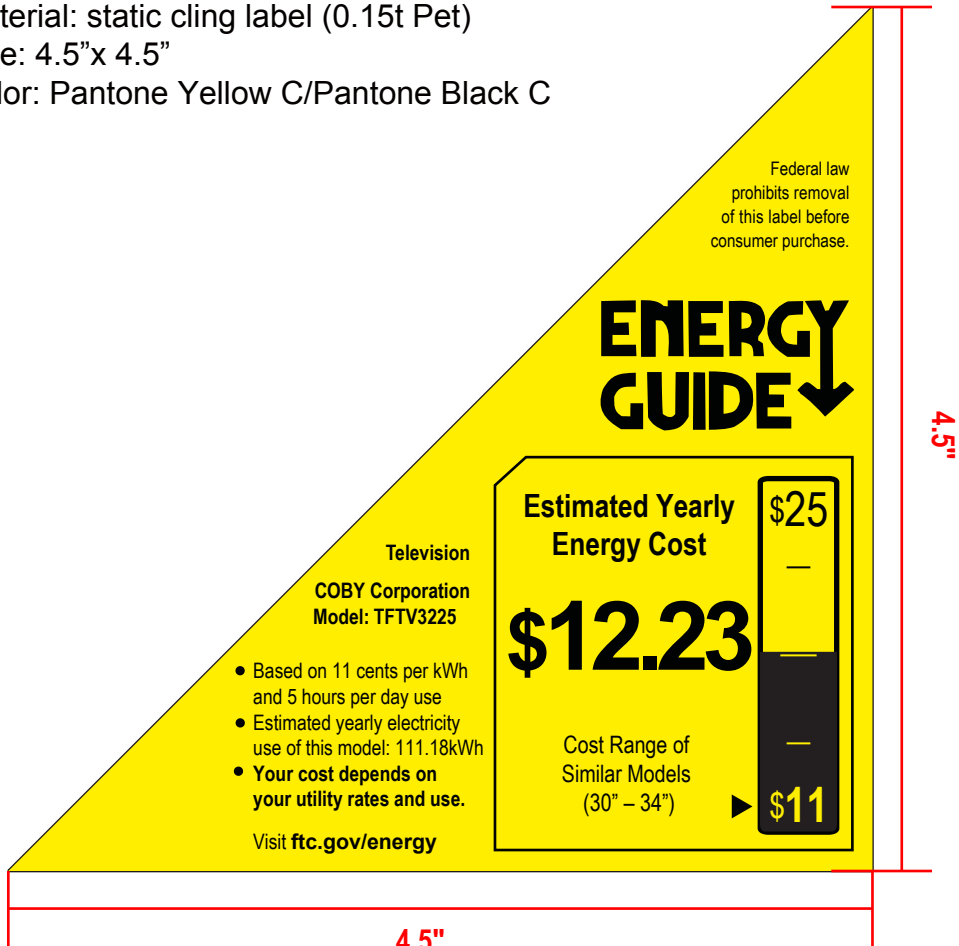 terial: static cling label (0.15t Pet)
e: 4.5”x 4.5”
lor: Pantone Yellow C/Pantone Black C
Federal law
prohibits removal
of this label before
consumer purchase.
ENERGY
GUIDE
4.5"
Estimated Yearly
Energy Cost
$12.23
Cost Range of
Similar Models
(30” – 34”)
$25
$11
Television
COBY Corporation
Model: TFTV3225
• Based on 11 cents per kWh
and 5 hours per day use
• Estimated yearly electricity
use of this model: 111.18kWh
• Your cost depends on
your utility rates and use.
Visit ftc.gov/energy
4.5"